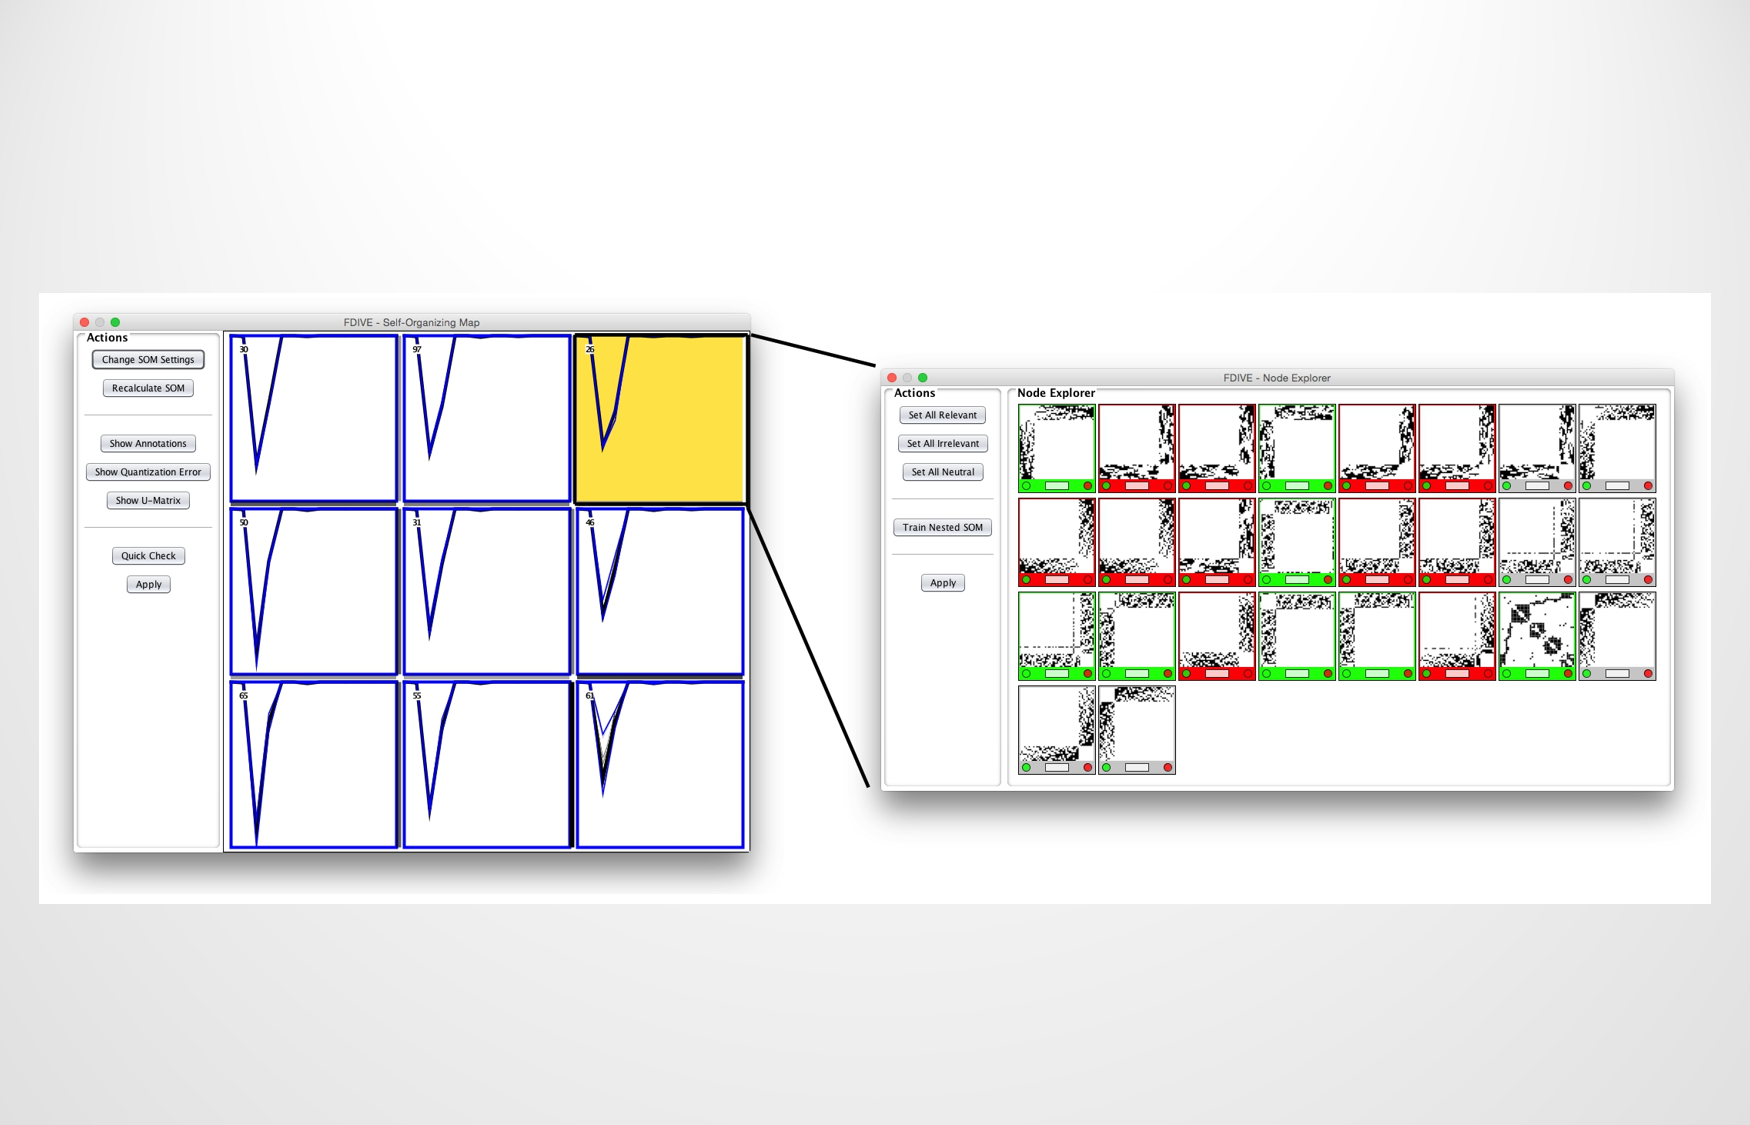 FDIVE - Self-Organizing Map
Actions
Change SOM Settings
Recalculate SOM
Show Annotations
Show Quantization Error
Show U-Matrix
Quick Check
Apply
30
97
26
50
31
46
65
55
61
FDIVE - Node Explorer
Actions
Set All Relevant
Set All Irrelevant
Set All Neutral
Train Nested SOM
Apply
Node Explorer